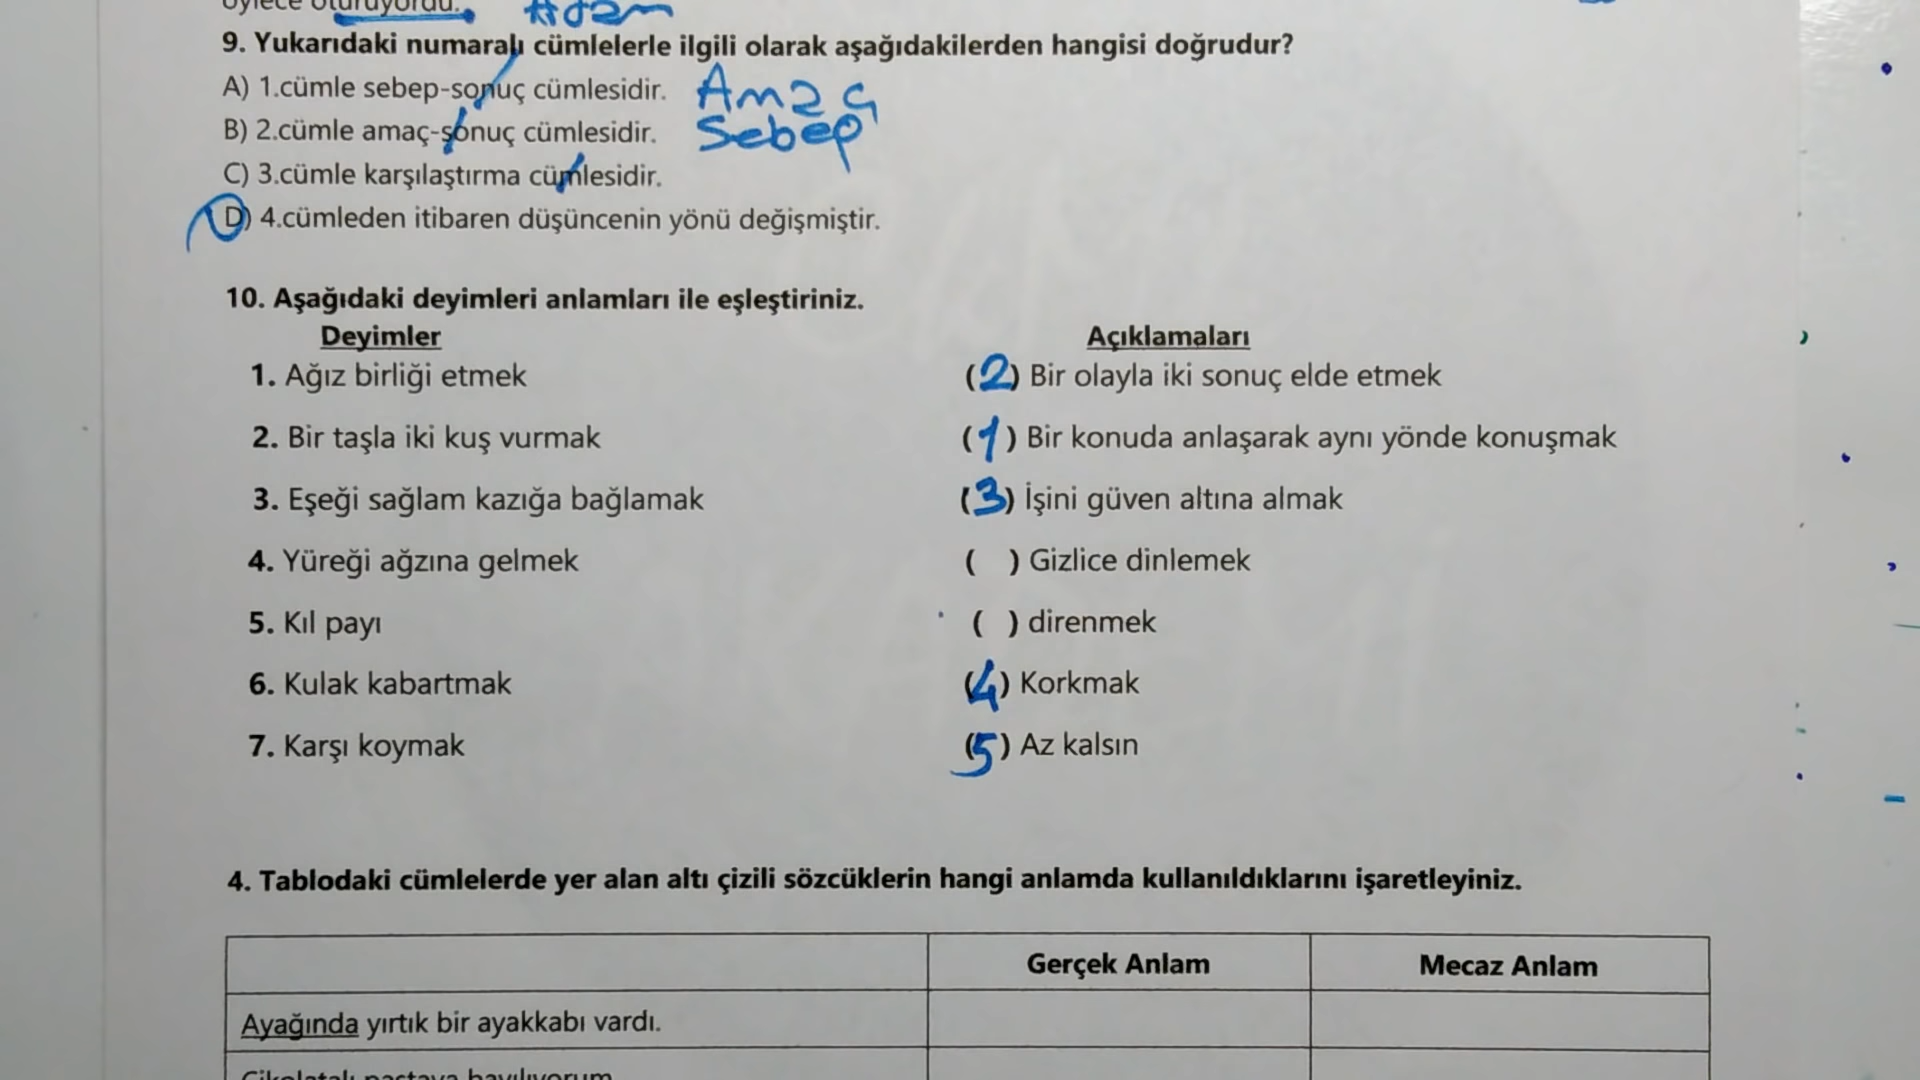 öylece oturuyordu.
9. Yukarıdaki numaralı cümlelerle ilgili olarak aşağıdakilerden hangisi doğrudur?
A) 1.cümle sebep-sonuç cümlesidir. Amaç
B) 2.cümle amaç-sonuç cümlesidir. Sebep
C) 3.cümle karşılaştırma cümlesidir.
D) 4.cümleden itibaren düşüncenin yönü değişmiştir.
10. Aşağıdaki deyimleri anlamları ile eşleştiriniz.
Deyimler Açıklamaları
1. Ağız birliği etmek (2) Bir olayla iki sonuç elde etmek
2. Bir taşla iki kuş vurmak (1) Bir konuda anlaşarak aynı yönde konuşmak
3. Eşeği sağlam kazığa bağlamak (3) İşini güven altına almak
4. Yüreği ağzına gelmek ( ) Gizlice dinlemek
5. Kıl payı ( ) direnmek
6. Kulak kabartmak (4) Korkmak
7. Karşı koymak (5) Az kalsın
4. Tablodaki cümlelerde yer alan altı çizili sözcüklerin hangi anlamda kullanıldıklarını işaretleyiniz.
Gerçek Anlam Mecaz Anlam
Ayağında yırtık bir ayakkabı vardı.
Çikolatalı pastaya bayılıyorum